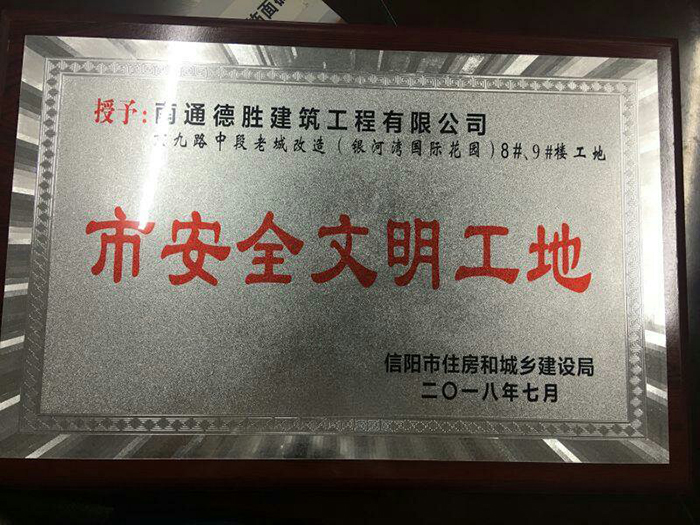 授予：南通德胜建筑工程有限公司
九路中段老城改造（银河湾国际花园）8#、9#楼工地
市安全文明工地
信阳市住房和城乡建设局
二〇一八年七月